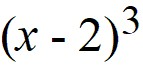 (x - 2)³